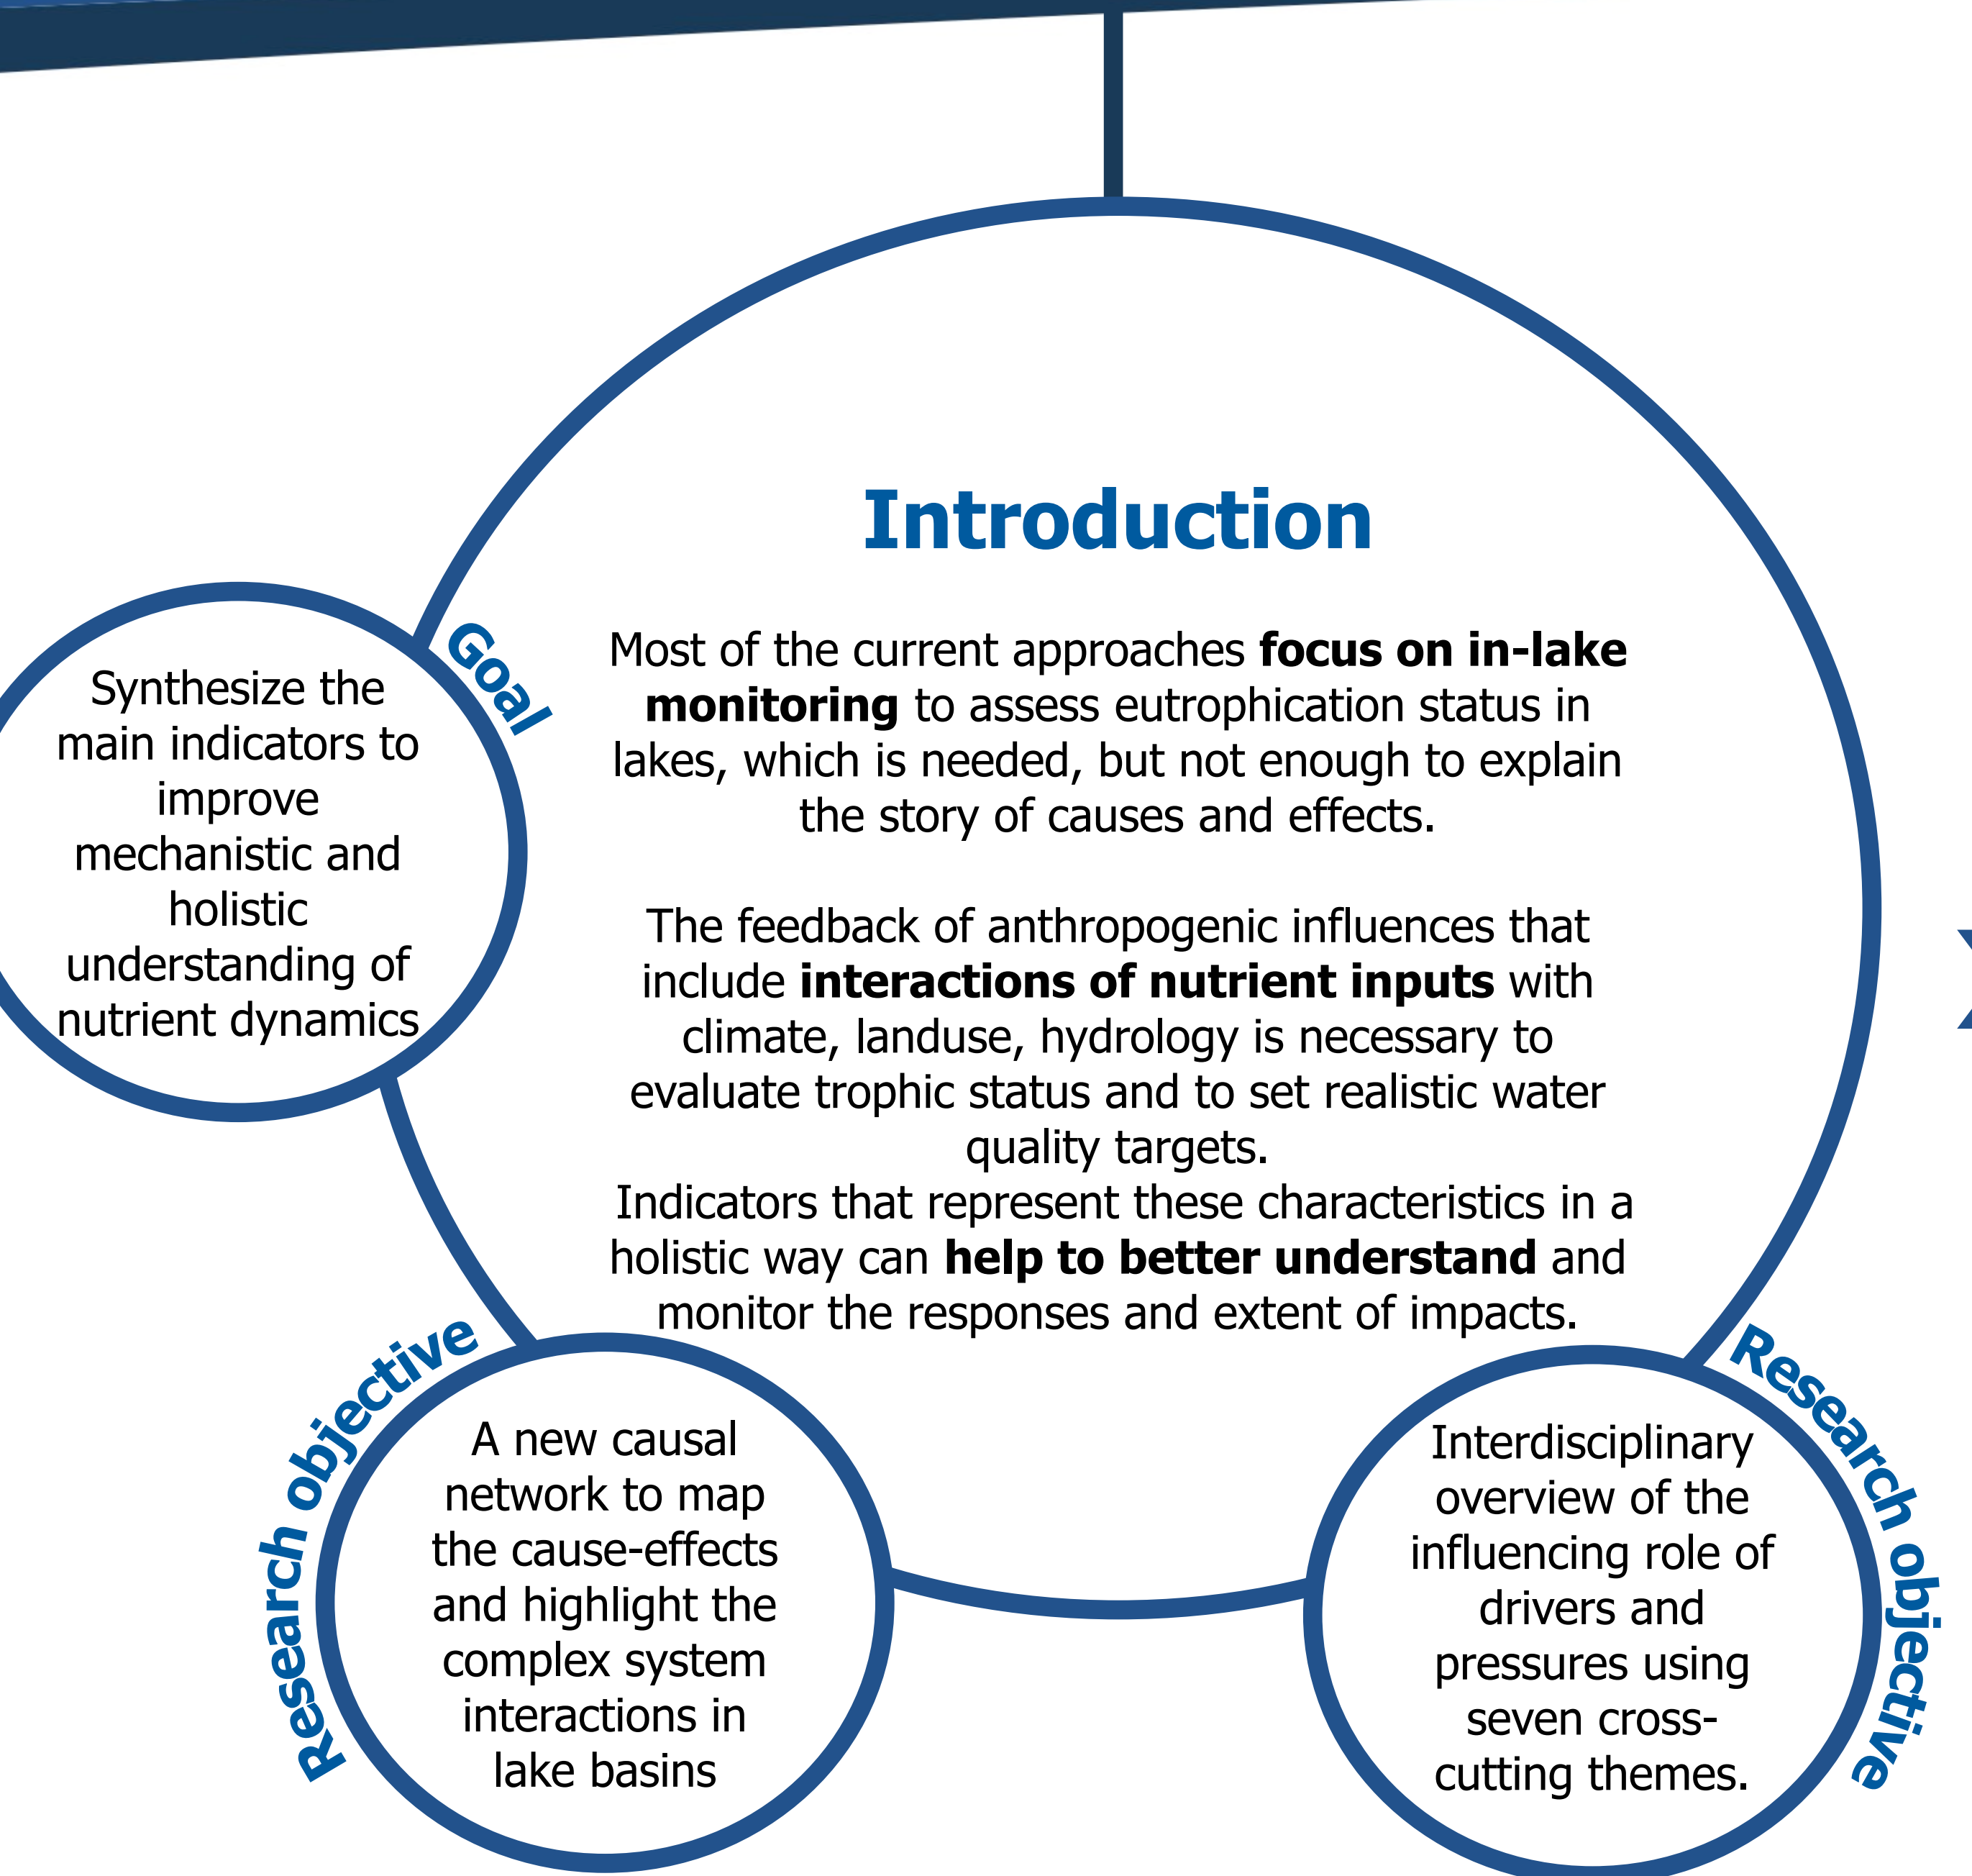 Introduction
Most of the current approaches focus on in-lake
monitoring to assess eutrophication status in
lakes, which is needed, but not enough to explain
the story of causes and effects.
The feedback of anthropogenic influences that
include interactions of nutrient inputs with
climate, landuse, hydrology is necessary to
evaluate trophic status and to set realistic water
quality targets.
Indicators that represent these characteristics in a
holistic way can help to better understand and
monitor the responses and extent of impacts.
Goal
Synthesize the
main indicators to
improve
mechanistic and
holistic
understanding of
nutrient dynamics
Research objective
A new causal
network to map
the cause-effects
and highlight the
complex system
interactions in
lake basins
Research objective
Interdisciplinary
overview of the
influencing role of
drivers and
pressures using
seven cross-
cutting themes.